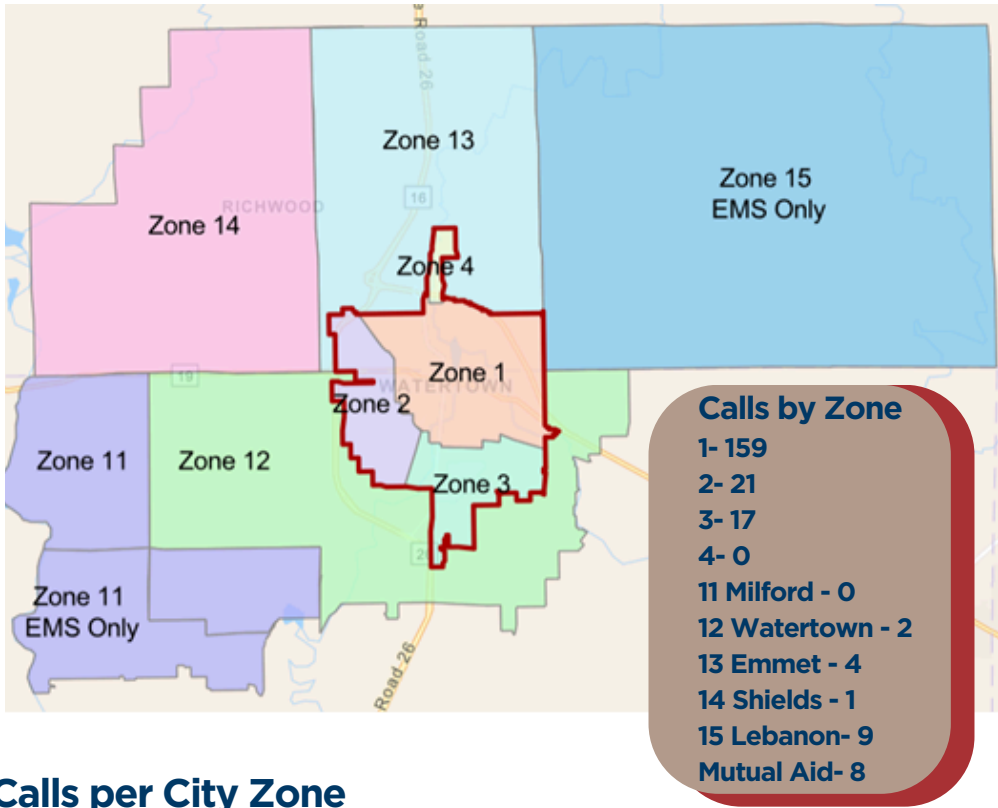 Road 26
Zone 13
Zone 15
EMS Only
16
RICHWOOD
Zone 14
Zone 4
Zone 1
19
WATERTOWN
Zone 2
Zone 11
Zone 12
Zone 3
Zone 11
EMS Only
Road 26
Calls by Zone
1- 159
2- 21
3- 17
4- 0
11 Milford - 0
12 Watertown - 2
13 Emmet - 4
14 Shields - 1
15 Lebanon- 9
Mutual Aid- 8
Calls per City Zone